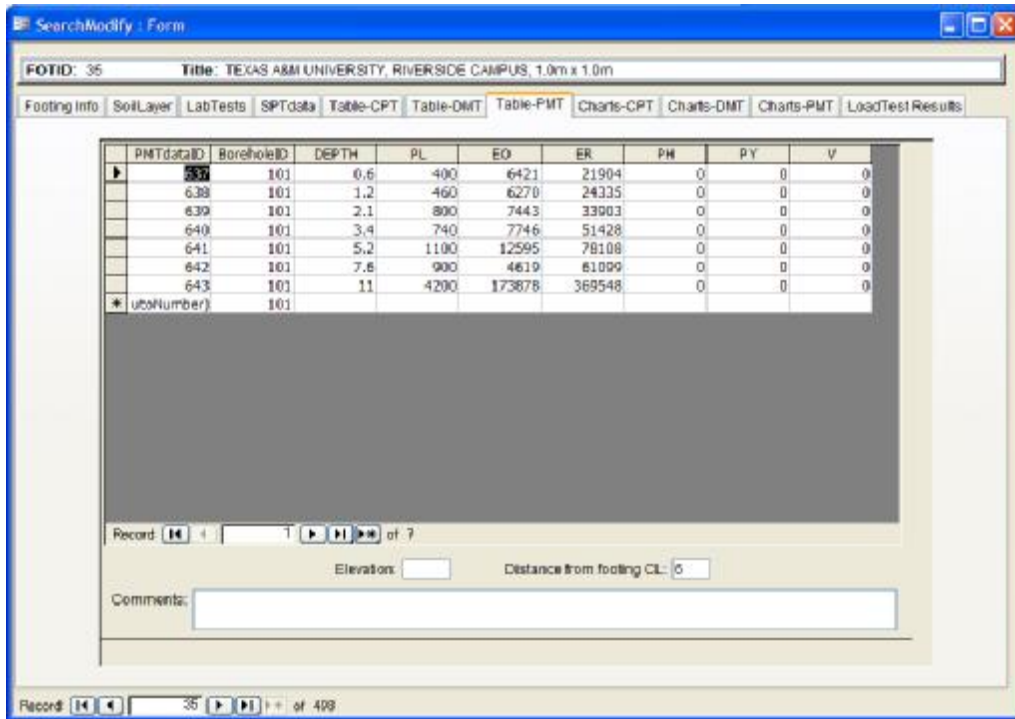 SearchModify : Form
FOTID: 35 Title: TEXAS A&M UNIVERSITY, RIVERSIDE CAMPUS, 1.0m x 1.0m
Footing Info SoilLayer LabTests SPTdata Table-CPT Table-DMT Table-PMT Charts-CPT Charts-DMT Charts-PMT LoadTest Results
PMTdataID BoreholeID DEPTH PL EO ER PH PY V
637 101 0.6 400 6421 21904 0 0 0
638 101 1.2 460 6270 24335 0 0 0
639 101 2.1 800 7443 33903 0 0 0
640 101 3.4 740 7746 51428 0 0 0
641 101 5.2 1100 12595 78108 0 0 0
642 101 7.6 900 4619 61099 0 0 0
643 101 11 4200 173878 369548 0 0 0
* utoNumber) 101
Record: 1 of 7
Elevation: Distance from footing CL: 6
Comments:
Record: 35 of 498